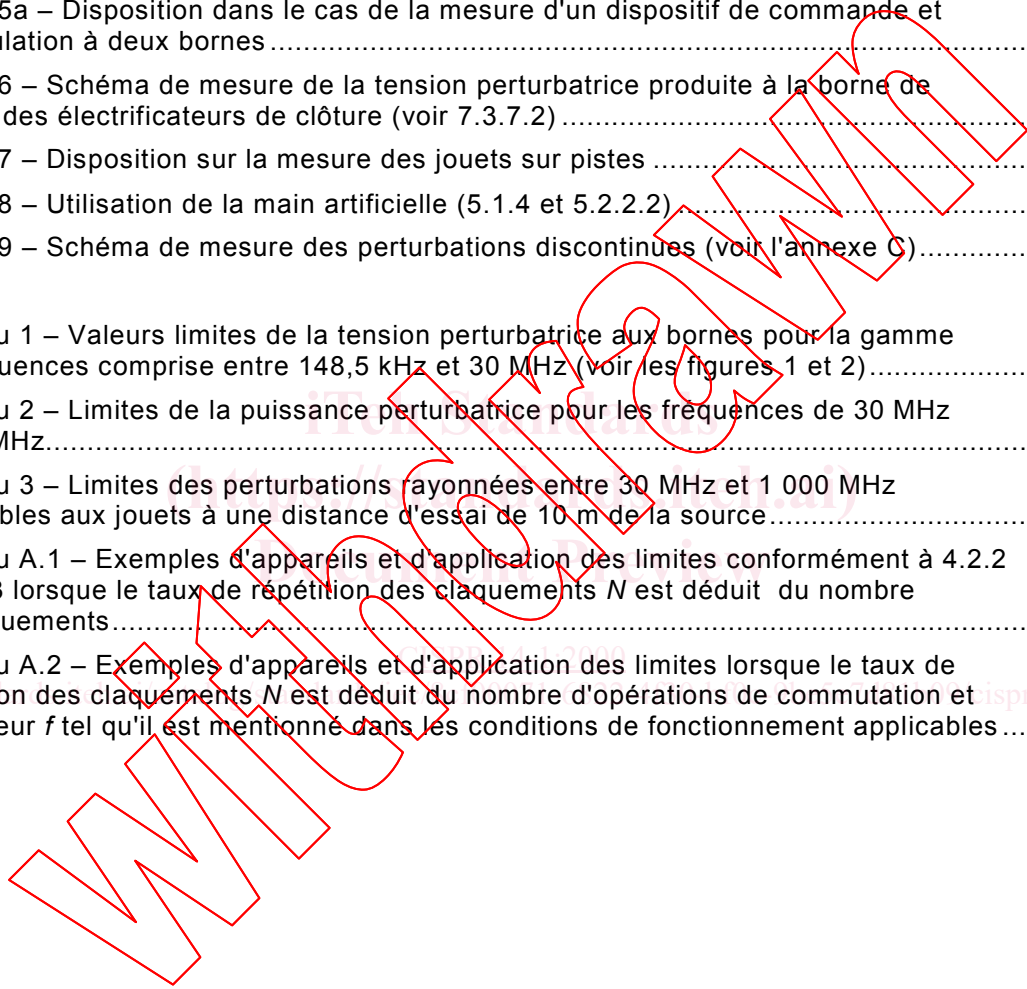 5a – Disposition dans le cas de la mesure d'un dispositif de commande et
ulation à deux bornes
6 – Schéma de mesure de la tension perturbatrice produite à la borne de
des électrificateurs de clôture (voir 7.3.7.2)
7 – Disposition sur la mesure des jouets sur pistes
8 – Utilisation de la main artificielle (5.1.4 et 5.2.2.2)
9 – Schéma de mesure des perturbations discontinues (voir l'annexe C)
u 1 – Valeurs limites de la tension perturbatrice aux bornes pour la gamme
uences comprise entre 148,5 kHz et 30 MHz (voir les figures 1 et 2)
iTeh Standards
u 2 – Limites de la puissance perturbatrice pour les fréquences de 30 MHz
MHz
(https://standards.iteh.ai)
u 3 – Limites des perturbations rayonnées entre 30 MHz et 1 000 MHz
bles aux jouets à une distance d'essai de 10 m de la source
Document Preview
u A.1 – Exemples d'appareils et d'application des limites conformément à 4.2.2
3 lorsque le taux de répétition des claquements N est déduit du nombre
uements
u A.2 – Exemples d'appareils et d'application des limites lorsque le taux de
on des claquements N est déduit du nombre d'opérations de commutation et
eur f tel qu'il est mentionné dans les conditions de fonctionnement applicables
withdrawn